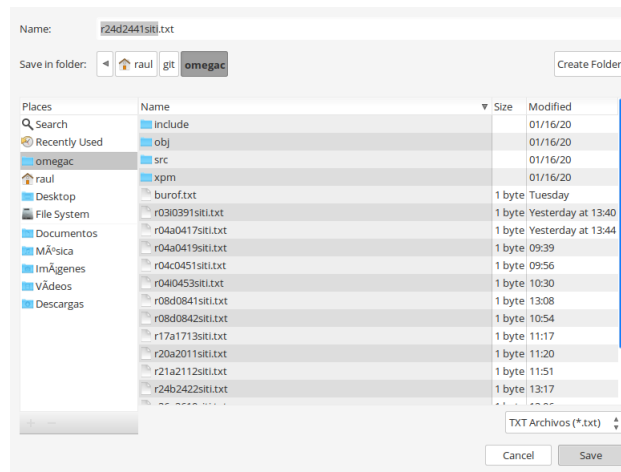 Name: r24d2441siti.txt
Save in folder: raul git omegac Create Folder
Places Name Size Modified
Search include 01/16/20
Recently Used obj 01/16/20
omegac src 01/16/20
raul xpm 01/16/20
Desktop burof.txt 1 byte Tuesday
File System r03i0391siti.txt 1 byte Yesterday at 13:40
Documentos r04a0417siti.txt 1 byte Yesterday at 13:44
MÃºsica r04a0419siti.txt 1 byte 09:39
ImÃ¡genes r04c0451siti.txt 1 byte 09:56
VÃ­deos r04i0453siti.txt 1 byte 10:30
Descargas r08d0841siti.txt 1 byte 13:08
r08d0842siti.txt 1 byte 10:54
r17a1713siti.txt 1 byte 11:17
r20a2011siti.txt 1 byte 11:20
r21a2112siti.txt 1 byte 11:51
r24b2422siti.txt 1 byte 13:17
TXT Archivos (*.txt)
Cancel Save